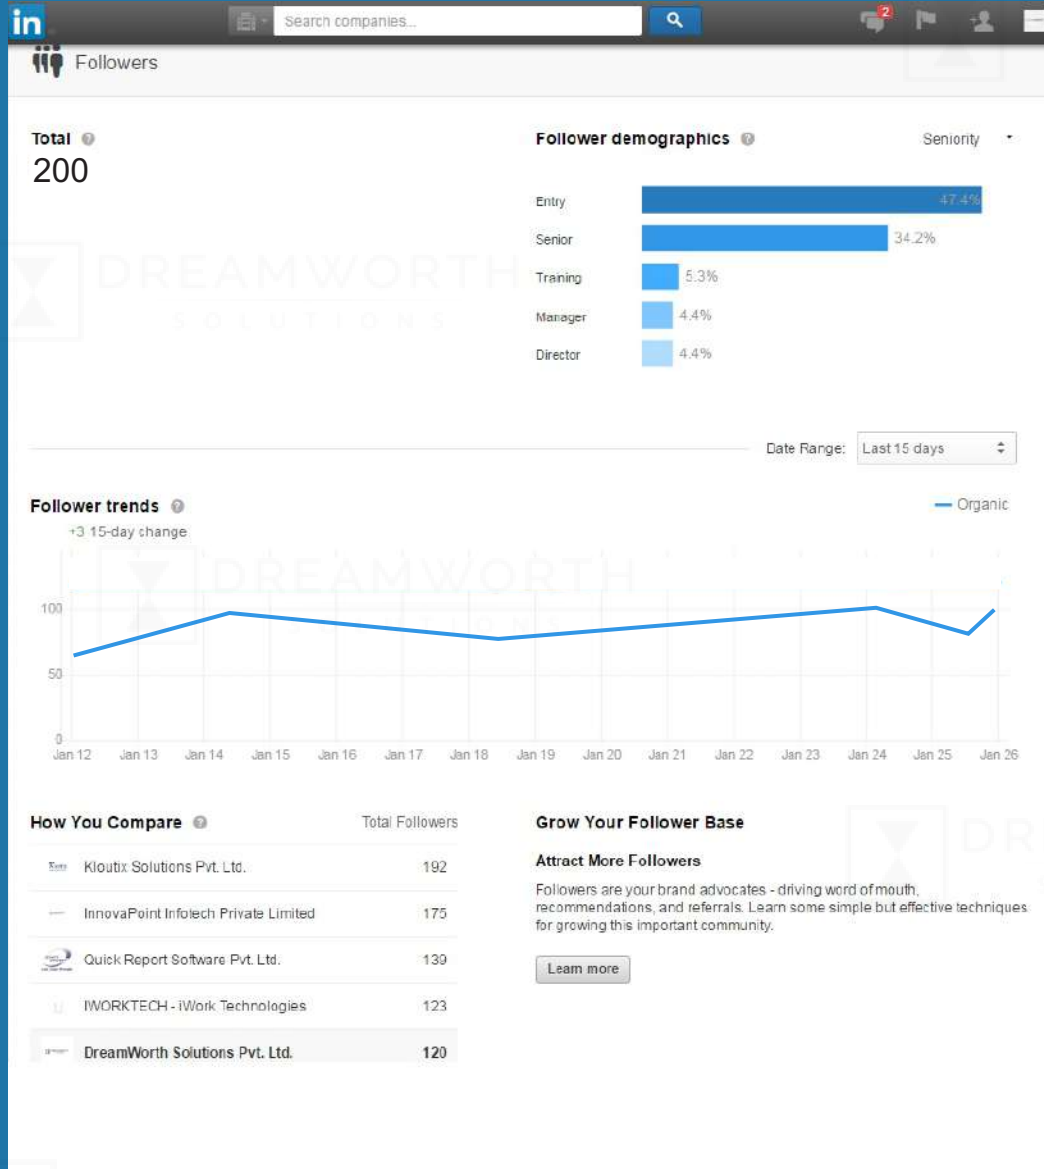 in
Search companies...
2
Followers
Total
200
Follower demographics
Seniority
Entry 47.4%
Senior 34.2%
Training 5.3%
Manager 4.4%
Director 4.4%
DREAMWORTH
SOLUTIONS
Date Range: Last 15 days
Follower trends
Organic
+3 15-day change
DREAMWORTH
100
50
0
Jan 12 Jan 13 Jan 14 Jan 15 Jan 16 Jan 17 Jan 18 Jan 19 Jan 20 Jan 21 Jan 22 Jan 23 Jan 24 Jan 25 Jan 26
How You Compare Total Followers
Kloutix Solutions Pvt. Ltd. 192
InnovaPoint Infotech Private Limited 175
Quick Report Software Pvt. Ltd. 139
IWORKTECH - iWork Technologies 123
DreamWorth Solutions Pvt. Ltd. 120
Grow Your Follower Base
Attract More Followers
Followers are your brand advocates - driving word of mouth,
recommendations, and referrals. Learn some simple but effective techniques
for growing this important community.
Learn more